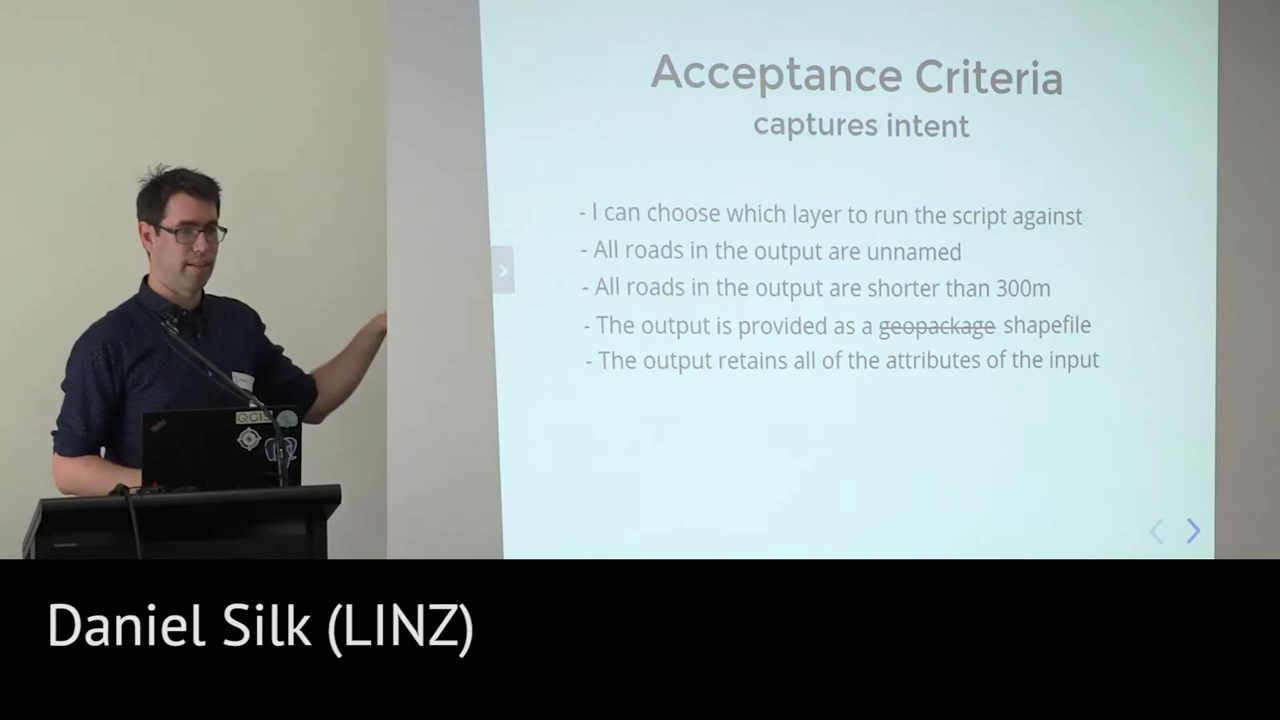 Acceptance Criteria
captures intent
- I can choose which layer to run the script against
- All roads in the output are unnamed
- All roads in the output are shorter than 300m
- The output is provided as a geopackage shapefile
- The output retains all of the attributes of the input
QGIS
Daniel Silk (LINZ)